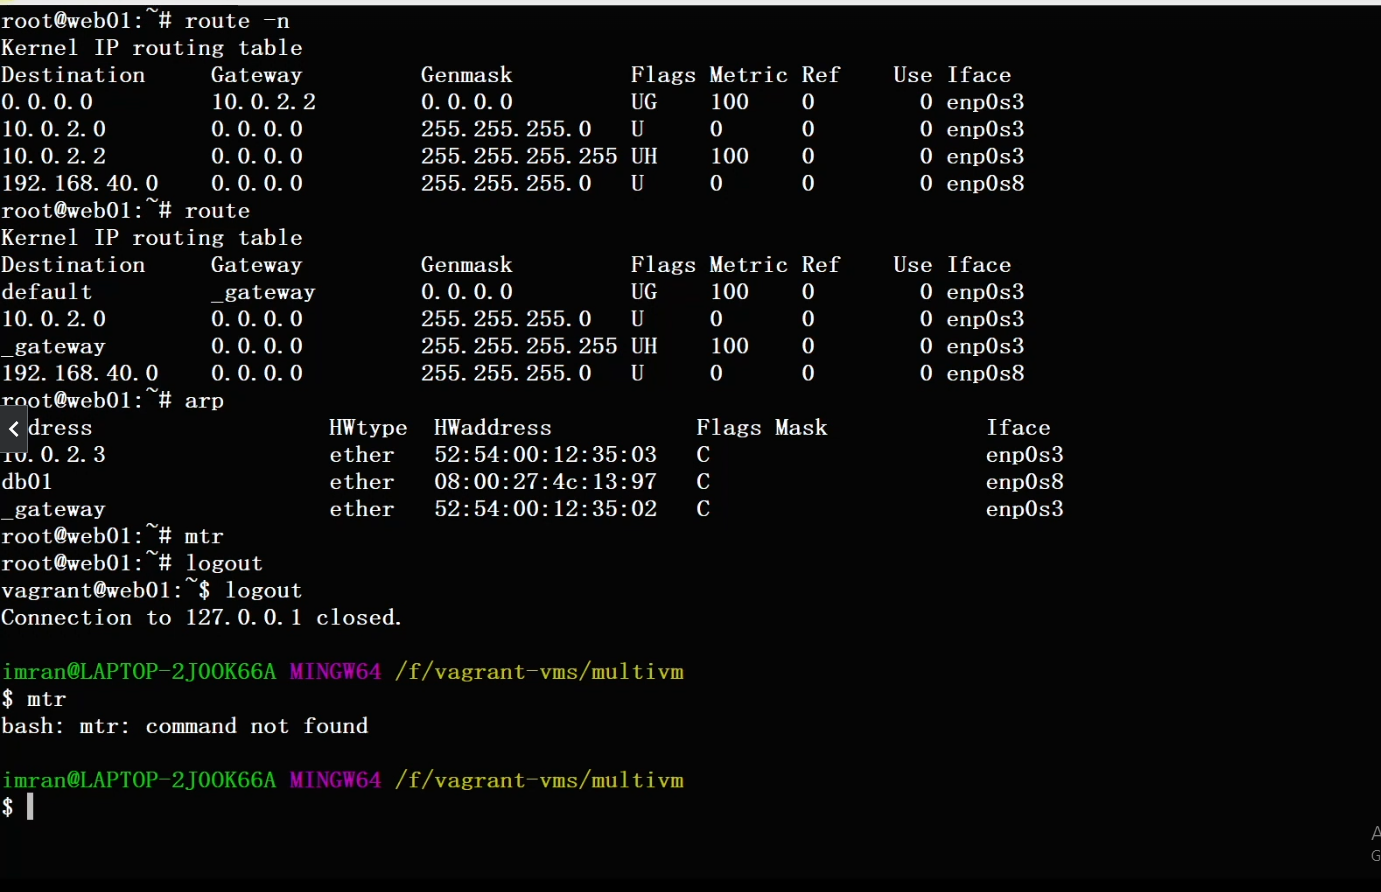 root@web01:~# route -n
Kernel IP routing table
Destination     Gateway         Genmask         Flags Metric Ref    Use Iface
0.0.0.0         10.0.2.2        0.0.0.0         UG    100    0        0 enp0s3
10.0.2.0        0.0.0.0         255.255.255.0   U     0      0        0 enp0s3
10.0.2.2        0.0.0.0         255.255.255.255 UH    100    0        0 enp0s3
192.168.40.0    0.0.0.0         255.255.255.0   U     0      0        0 enp0s8
root@web01:~# route
Kernel IP routing table
Destination     Gateway         Genmask         Flags Metric Ref    Use Iface
default         _gateway        0.0.0.0         UG    100    0        0 enp0s3
10.0.2.0        0.0.0.0         255.255.255.0   U     0      0        0 enp0s3
_gateway        0.0.0.0         255.255.255.255 UH    100    0        0 enp0s3
192.168.40.0    0.0.0.0         255.255.255.0   U     0      0        0 enp0s8
root@web01:~# arp
dress                  HWtype  HWaddress           Flags Mask            Iface
10.0.2.3                 ether   52:54:00:12:35:03   C                     enp0s3
db01                     ether   08:00:27:4c:13:97   C                     enp0s8
_gateway                 ether   52:54:00:12:35:02   C                     enp0s3
root@web01:~# mtr
root@web01:~# logout
vagrant@web01:~$ logout
Connection to 127.0.0.1 closed.
imran@LAPTOP-2J0OK66A MINGW64 /f/vagrant-vms/multivm
$ mtr
bash: mtr: command not found
imran@LAPTOP-2J0OK66A MINGW64 /f/vagrant-vms/multivm
$